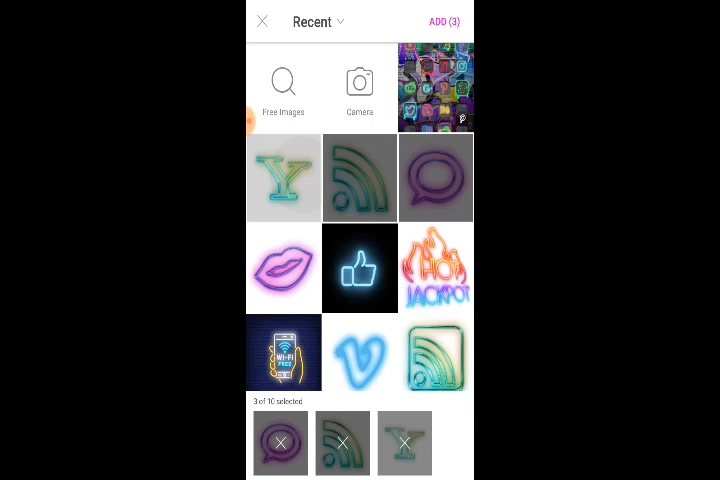 Recent
ADD (3)
Free Images
Camera
Y
HOT
JACKPOT
WI-FI
FREE
3 of 10 selected
Y